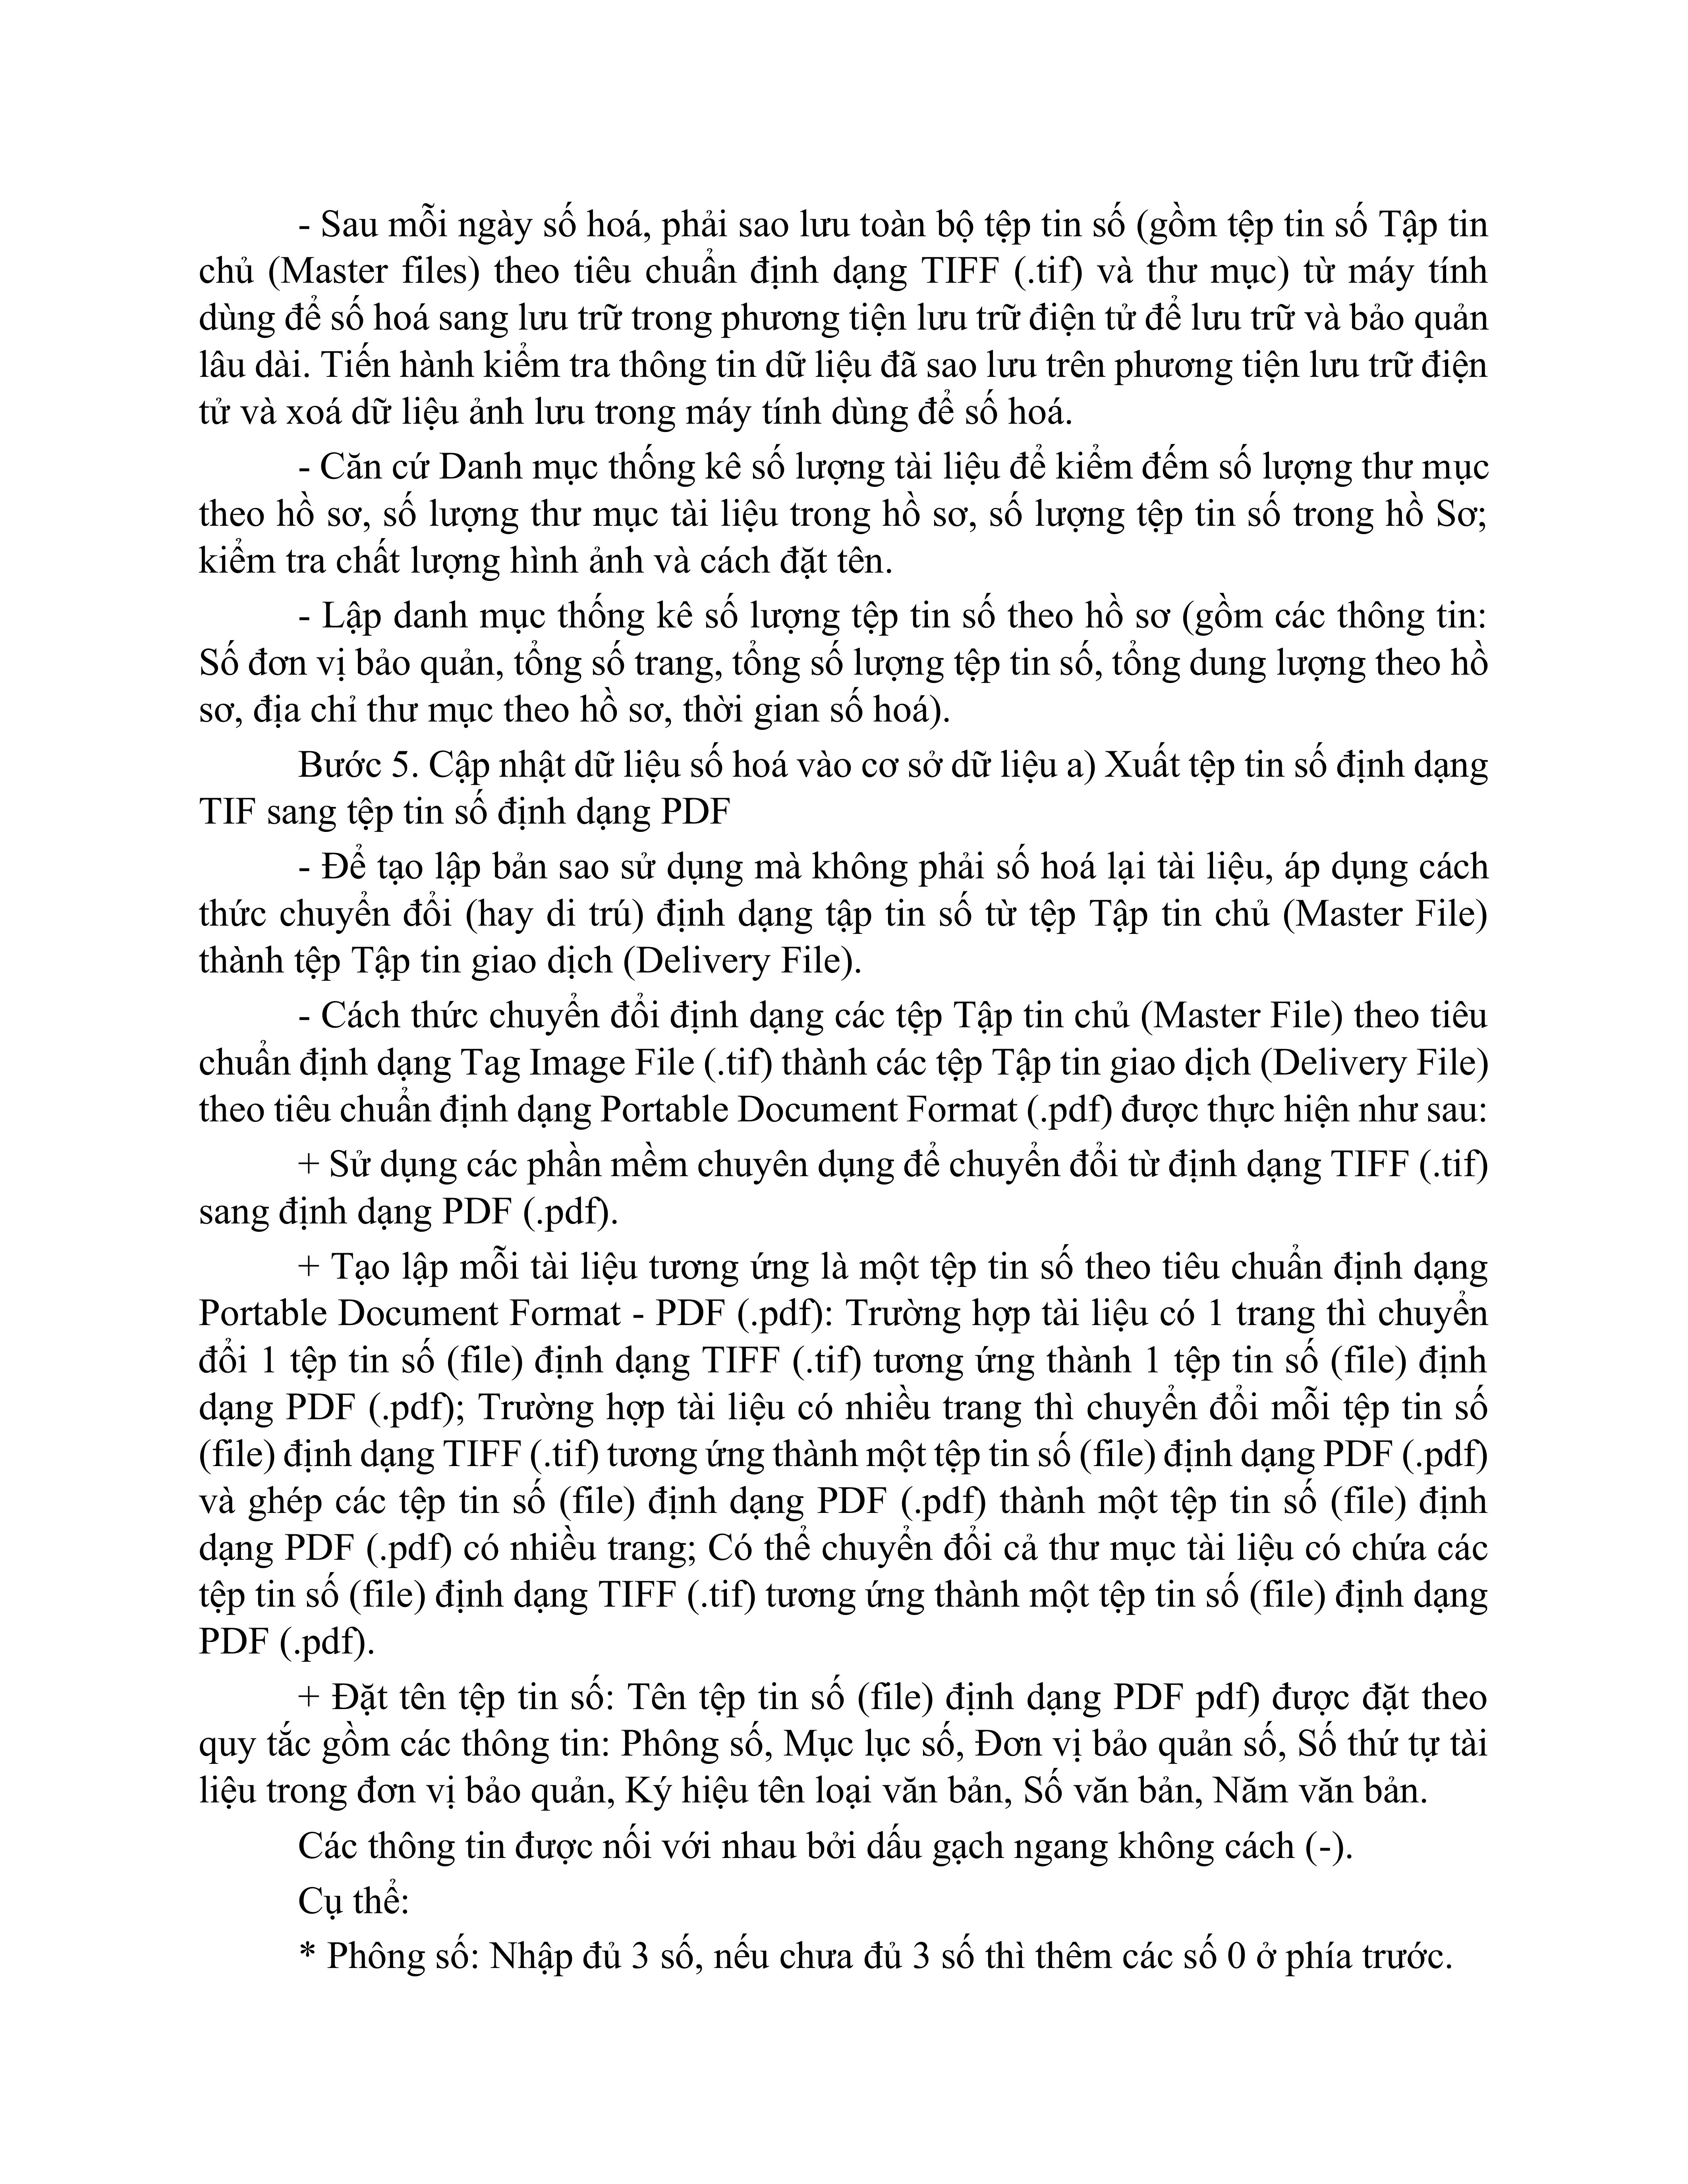 - Sau mỗi ngày số hoá, phải sao lưu toàn bộ tệp tin số (gồm tệp tin số Tập tin
chủ (Master files) theo tiêu chuẩn định dạng TIFF (.tif) và thư mục) từ máy tính
dùng để số hoá sang lưu trữ trong phương tiện lưu trữ điện tử để lưu trữ và bảo quản
lâu dài. Tiến hành kiểm tra thông tin dữ liệu đã sao lưu trên phương tiện lưu trữ điện
tử và xoá dữ liệu ảnh lưu trong máy tính dùng để số hoá.
- Căn cứ Danh mục thống kê số lượng tài liệu để kiểm đếm số lượng thư mục
theo hồ sơ, số lượng thư mục tài liệu trong hồ sơ, số lượng tệp tin số trong hồ Sơ;
kiểm tra chất lượng hình ảnh và cách đặt tên.
- Lập danh mục thống kê số lượng tệp tin số theo hồ sơ (gồm các thông tin:
Số đơn vị bảo quản, tổng số trang, tổng số lượng tệp tin số, tổng dung lượng theo hồ
sơ, địa chỉ thư mục theo hồ sơ, thời gian số hoá).
Bước 5. Cập nhật dữ liệu số hoá vào cơ sở dữ liệu a) Xuất tệp tin số định dạng
TIF sang tệp tin số định dạng PDF
- Để tạo lập bản sao sử dụng mà không phải số hoá lại tài liệu, áp dụng cách
thức chuyển đổi (hay di trú) định dạng tập tin số từ tệp Tập tin chủ (Master File)
thành tệp Tập tin giao dịch (Delivery File).
- Cách thức chuyển đổi định dạng các tệp Tập tin chủ (Master File) theo tiêu
chuẩn định dạng Tag Image File (.tif) thành các tệp Tập tin giao dịch (Delivery File)
theo tiêu chuẩn định dạng Portable Document Format (.pdf) được thực hiện như sau:
+ Sử dụng các phần mềm chuyên dụng để chuyển đổi từ định dạng TIFF (.tif)
sang định dạng PDF (.pdf).
+ Tạo lập mỗi tài liệu tương ứng là một tệp tin số theo tiêu chuẩn định dạng
Portable Document Format - PDF (.pdf): Trường hợp tài liệu có 1 trang thì chuyển
đổi 1 tệp tin số (file) định dạng TIFF (.tif) tương ứng thành 1 tệp tin số (file) định
dạng PDF (.pdf); Trường hợp tài liệu có nhiều trang thì chuyển đổi mỗi tệp tin số
(file) định dạng TIFF (.tif) tương ứng thành một tệp tin số (file) định dạng PDF (.pdf)
và ghép các tệp tin số (file) định dạng PDF (.pdf) thành một tệp tin số (file) định
dạng PDF (.pdf) có nhiều trang; Có thể chuyển đổi cả thư mục tài liệu có chứa các
tệp tin số (file) định dạng TIFF (.tif) tương ứng thành một tệp tin số (file) định dạng
PDF (.pdf).
+ Đặt tên tệp tin số: Tên tệp tin số (file) định dạng PDF pdf) được đặt theo
quy tắc gồm các thông tin: Phông số, Mục lục số, Đơn vị bảo quản số, Số thứ tự tài
liệu trong đơn vị bảo quản, Ký hiệu tên loại văn bản, Số văn bản, Năm văn bản.
Các thông tin được nối với nhau bởi dấu gạch ngang không cách (-).
Cụ thể:
* Phông số: Nhập đủ 3 số, nếu chưa đủ 3 số thì thêm các số 0 ở phía trước.